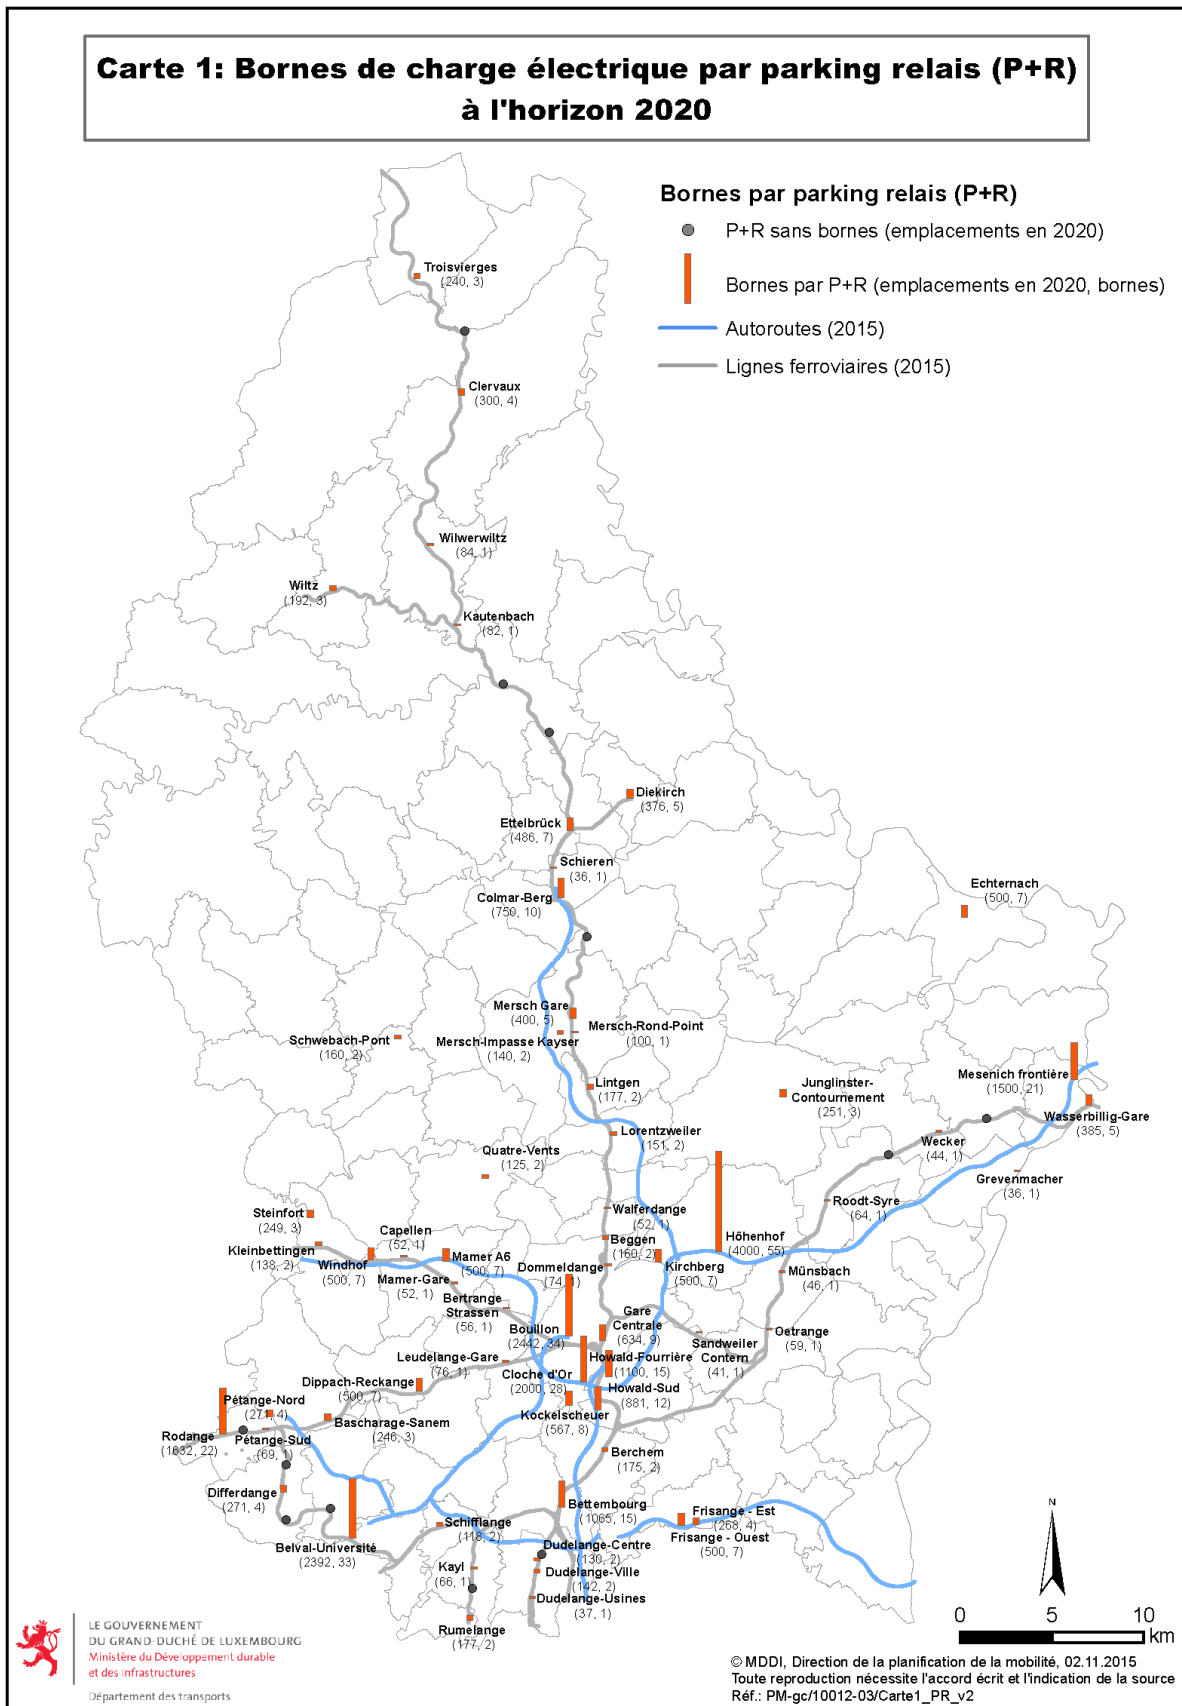 Carte 1: Bornes de charge électrique par parking relais (P+R)
à l'horizon 2020
Bornes par parking relais (P+R)
P+R sans bornes (emplacements en 2020)
Bornes par P+R (emplacements en 2020, bornes)
Autoroutes (2015)
Lignes ferroviaires (2015)
Troisvierges
(240, 3)
Clervaux
(300, 4)
Wilwerwiltz
(84, 1)
Wiltz
(192, 3)
Kautenbach
(82, 1)
Diekirch
(376, 5)
Ettelbrück
(486, 7)
Schieren
(36, 1)
Colmar-Berg
(750, 10)
Echternach
(500, 7)
Mersch Gare
(400, 5)
Mersch-Rond-Point
(100, 1)
Schwebach-Pont
(160, 2)
Mersch-Impasse Kayser
(140, 2)
Lintgen
(177, 2)
Junglinster-
Contournement
(251, 3)
Mesenich frontière
(1500, 21)
Wasserbillig-Gare
(385, 5)
Lorentzweiler
(151, 2)
Wecker
(44, 1)
Quatre-Vents
(125, 2)
Grevenmacher
(36, 1)
Roodt-Syre
(64, 1)
Steinfort
(249, 3)
Walferdange
(52, 1)
Capellen
(52, 1)
Höhenhof
(4000, 55)
Kleinbettingen
(138, 2)
Beggen
(160, 2)
Windhof
(500, 7)
Mamer A6
(500, 7)
Dommeldange
(74, 1)
Kirchberg
(500, 7)
Münsbach
(46, 1)
Mamer-Gare
(52, 1)
Bertrange
Strassen
(56, 1)
Gare
Centrale
(634, 9)
Bouillon
(2442, 34)
Oetrange
(59, 1)
Sandweiler
Contern
(41, 1)
Leudelange-Gare
(76, 1)
Howald-Fourrière
(1100, 15)
Cloche d'Or
(2000, 28)
Dippach-Reckange
(500, 7)
Howald-Sud
(881, 12)
Pétange-Nord
(271, 4)
Kockelscheuer
(567, 8)
Bascharage-Sanem
(246, 3)
Rodange
(1632, 22)
Pétange-Sud
(69, 1)
Berchem
(175, 2)
Differdange
(271, 4)
Bettembourg
(1065, 15)
Frisange - Est
(268, 4)
Frisange - Ouest
(500, 7)
Schifflange
(118, 2)
Belval-Université
(2392, 33)
Dudelange-Centre
(130, 2)
Kayl
(66, 1)
Dudelange-Ville
(142, 2)
Dudelange-Usines
(37, 1)
Rumelange
(177, 2)
N
0 5 10
km
LE GOUVERNEMENT
DU GRAND-DUCHÉ DE LUXEMBOURG
Ministère du Développement durable
et des Infrastructures
Département des transports
© MDDI, Direction de la planification de la mobilité, 02.11.2015
Toute reproduction nécessite l'accord écrit et l'indication de la source
Réf.: PM-gc/10012-03/Carte1_PR_v2